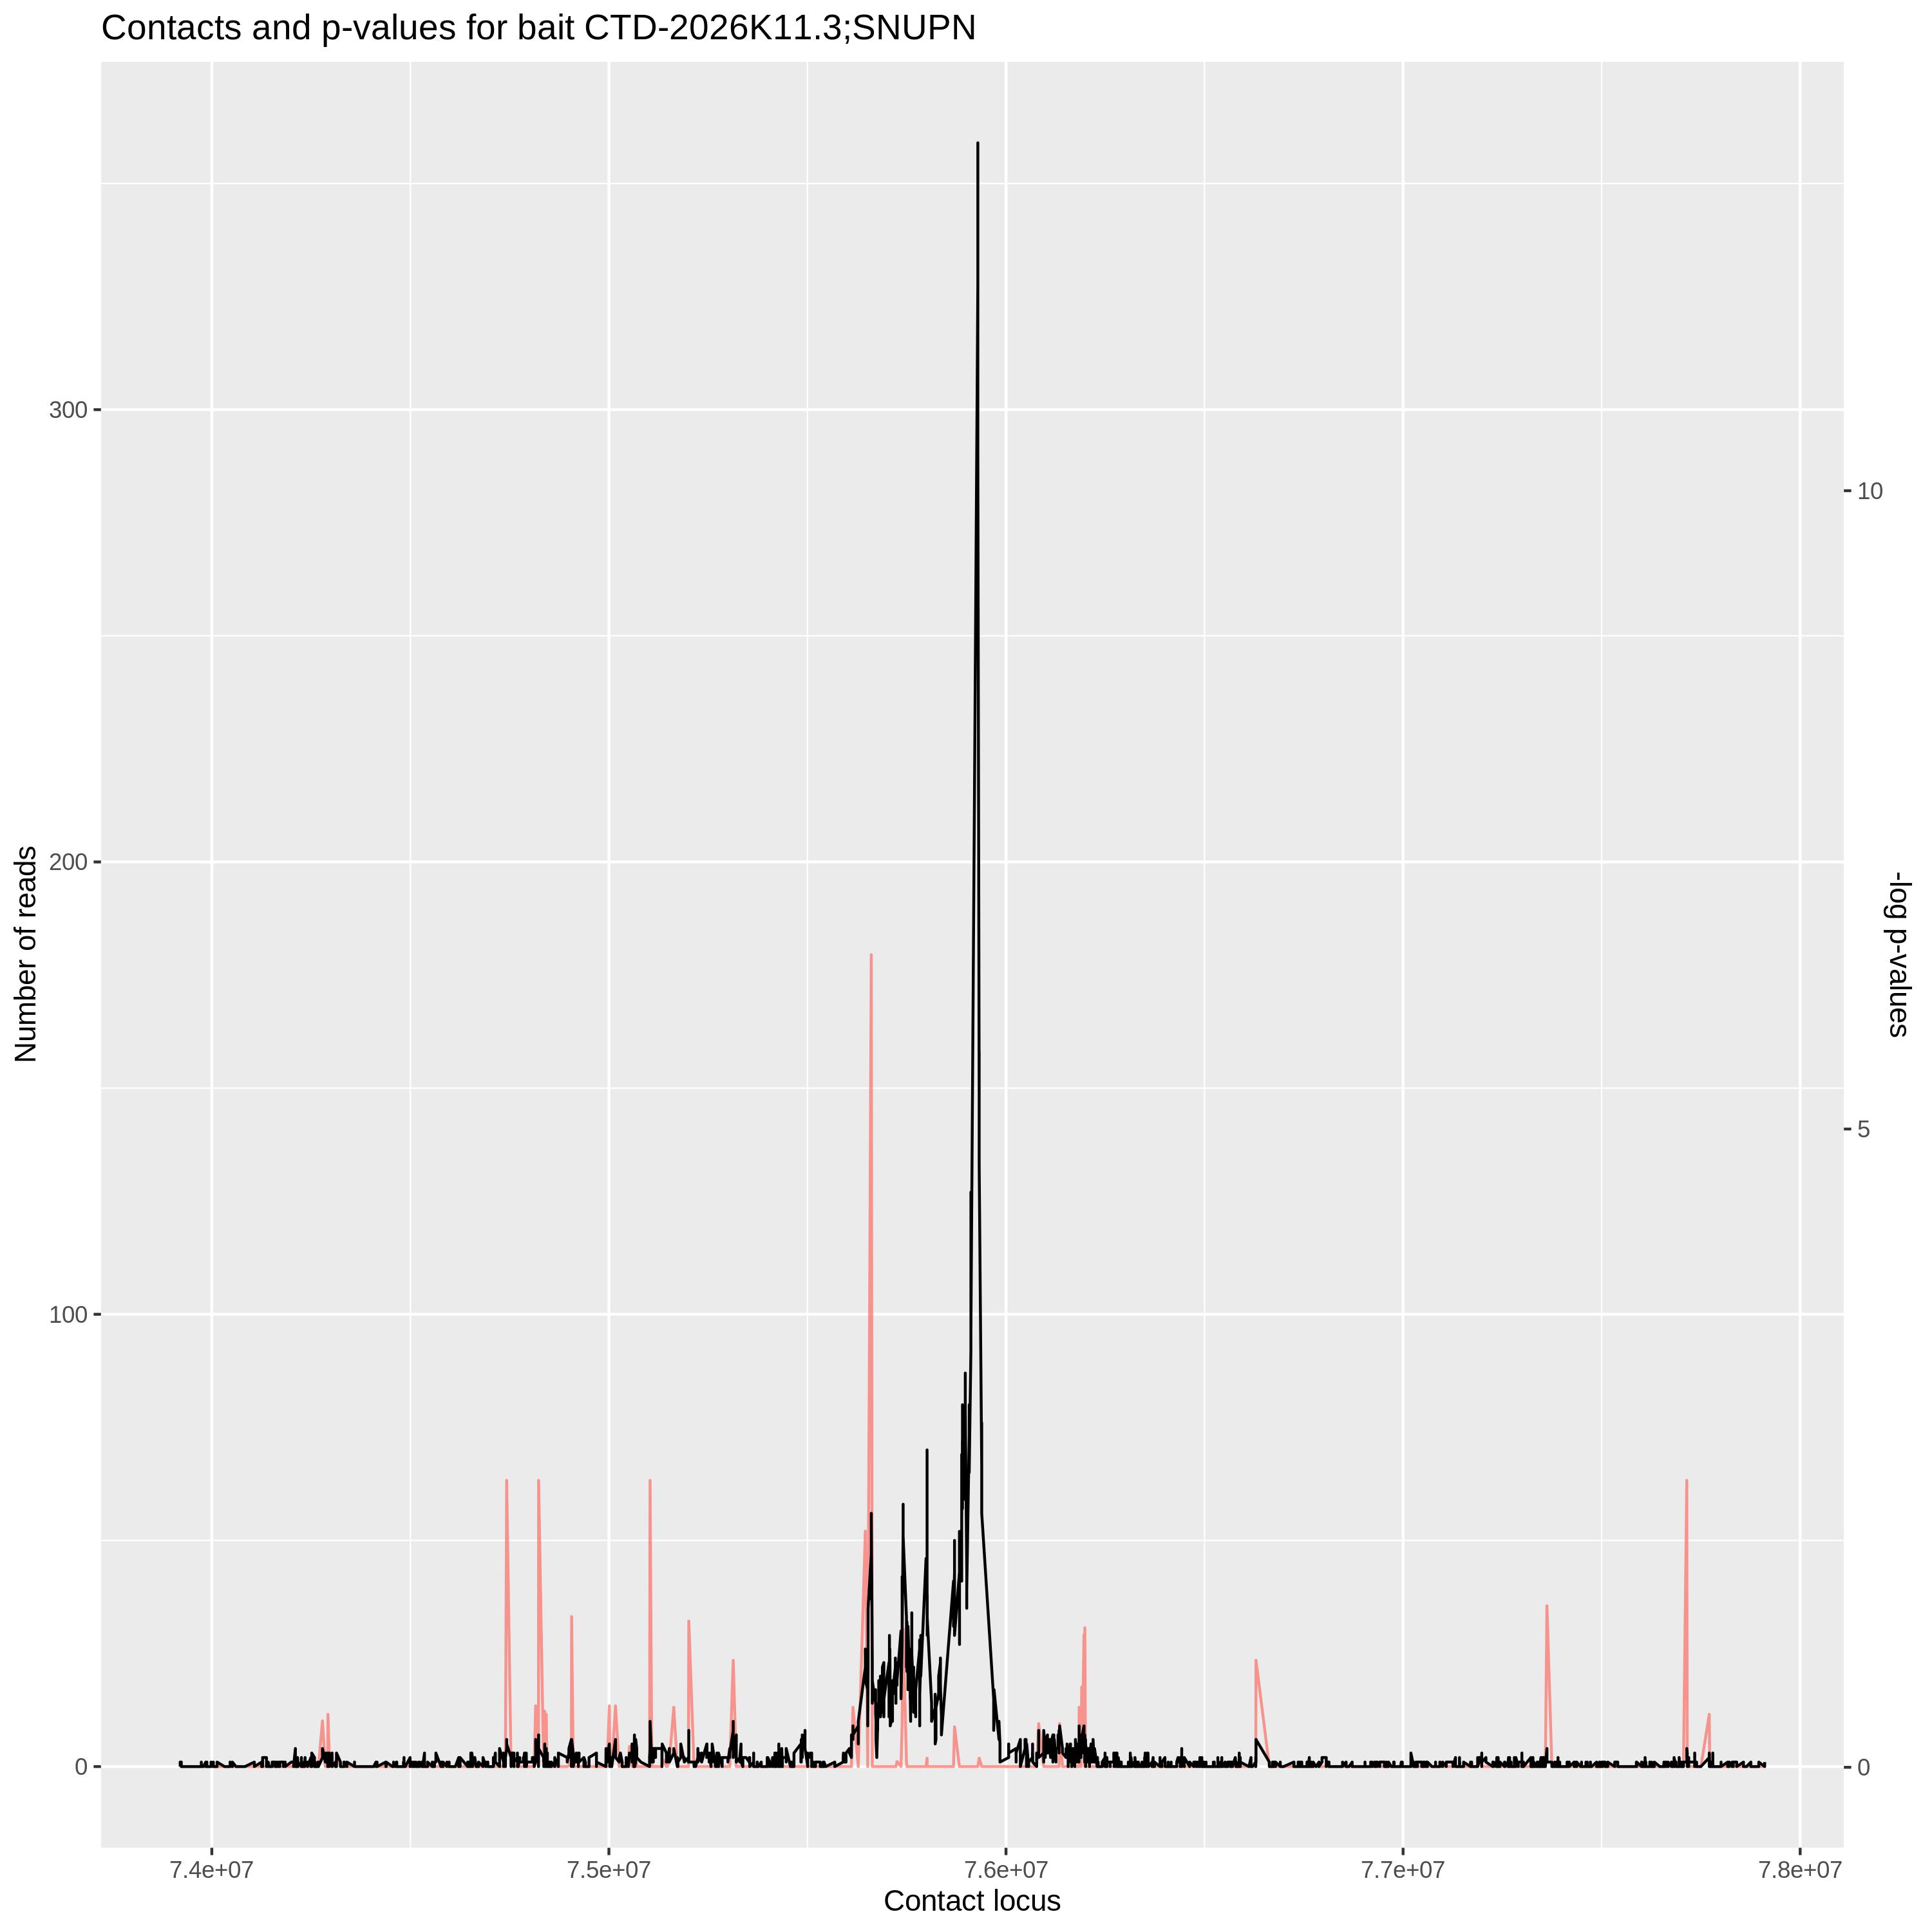 Contacts and p-values for bait CTD-2026K11.3;SNUPN
Number of reads
300
200
100
0
10
5
0
-log p-values
7.4e+07 7.5e+07 7.6e+07 7.7e+07 7.8e+07
Contact locus